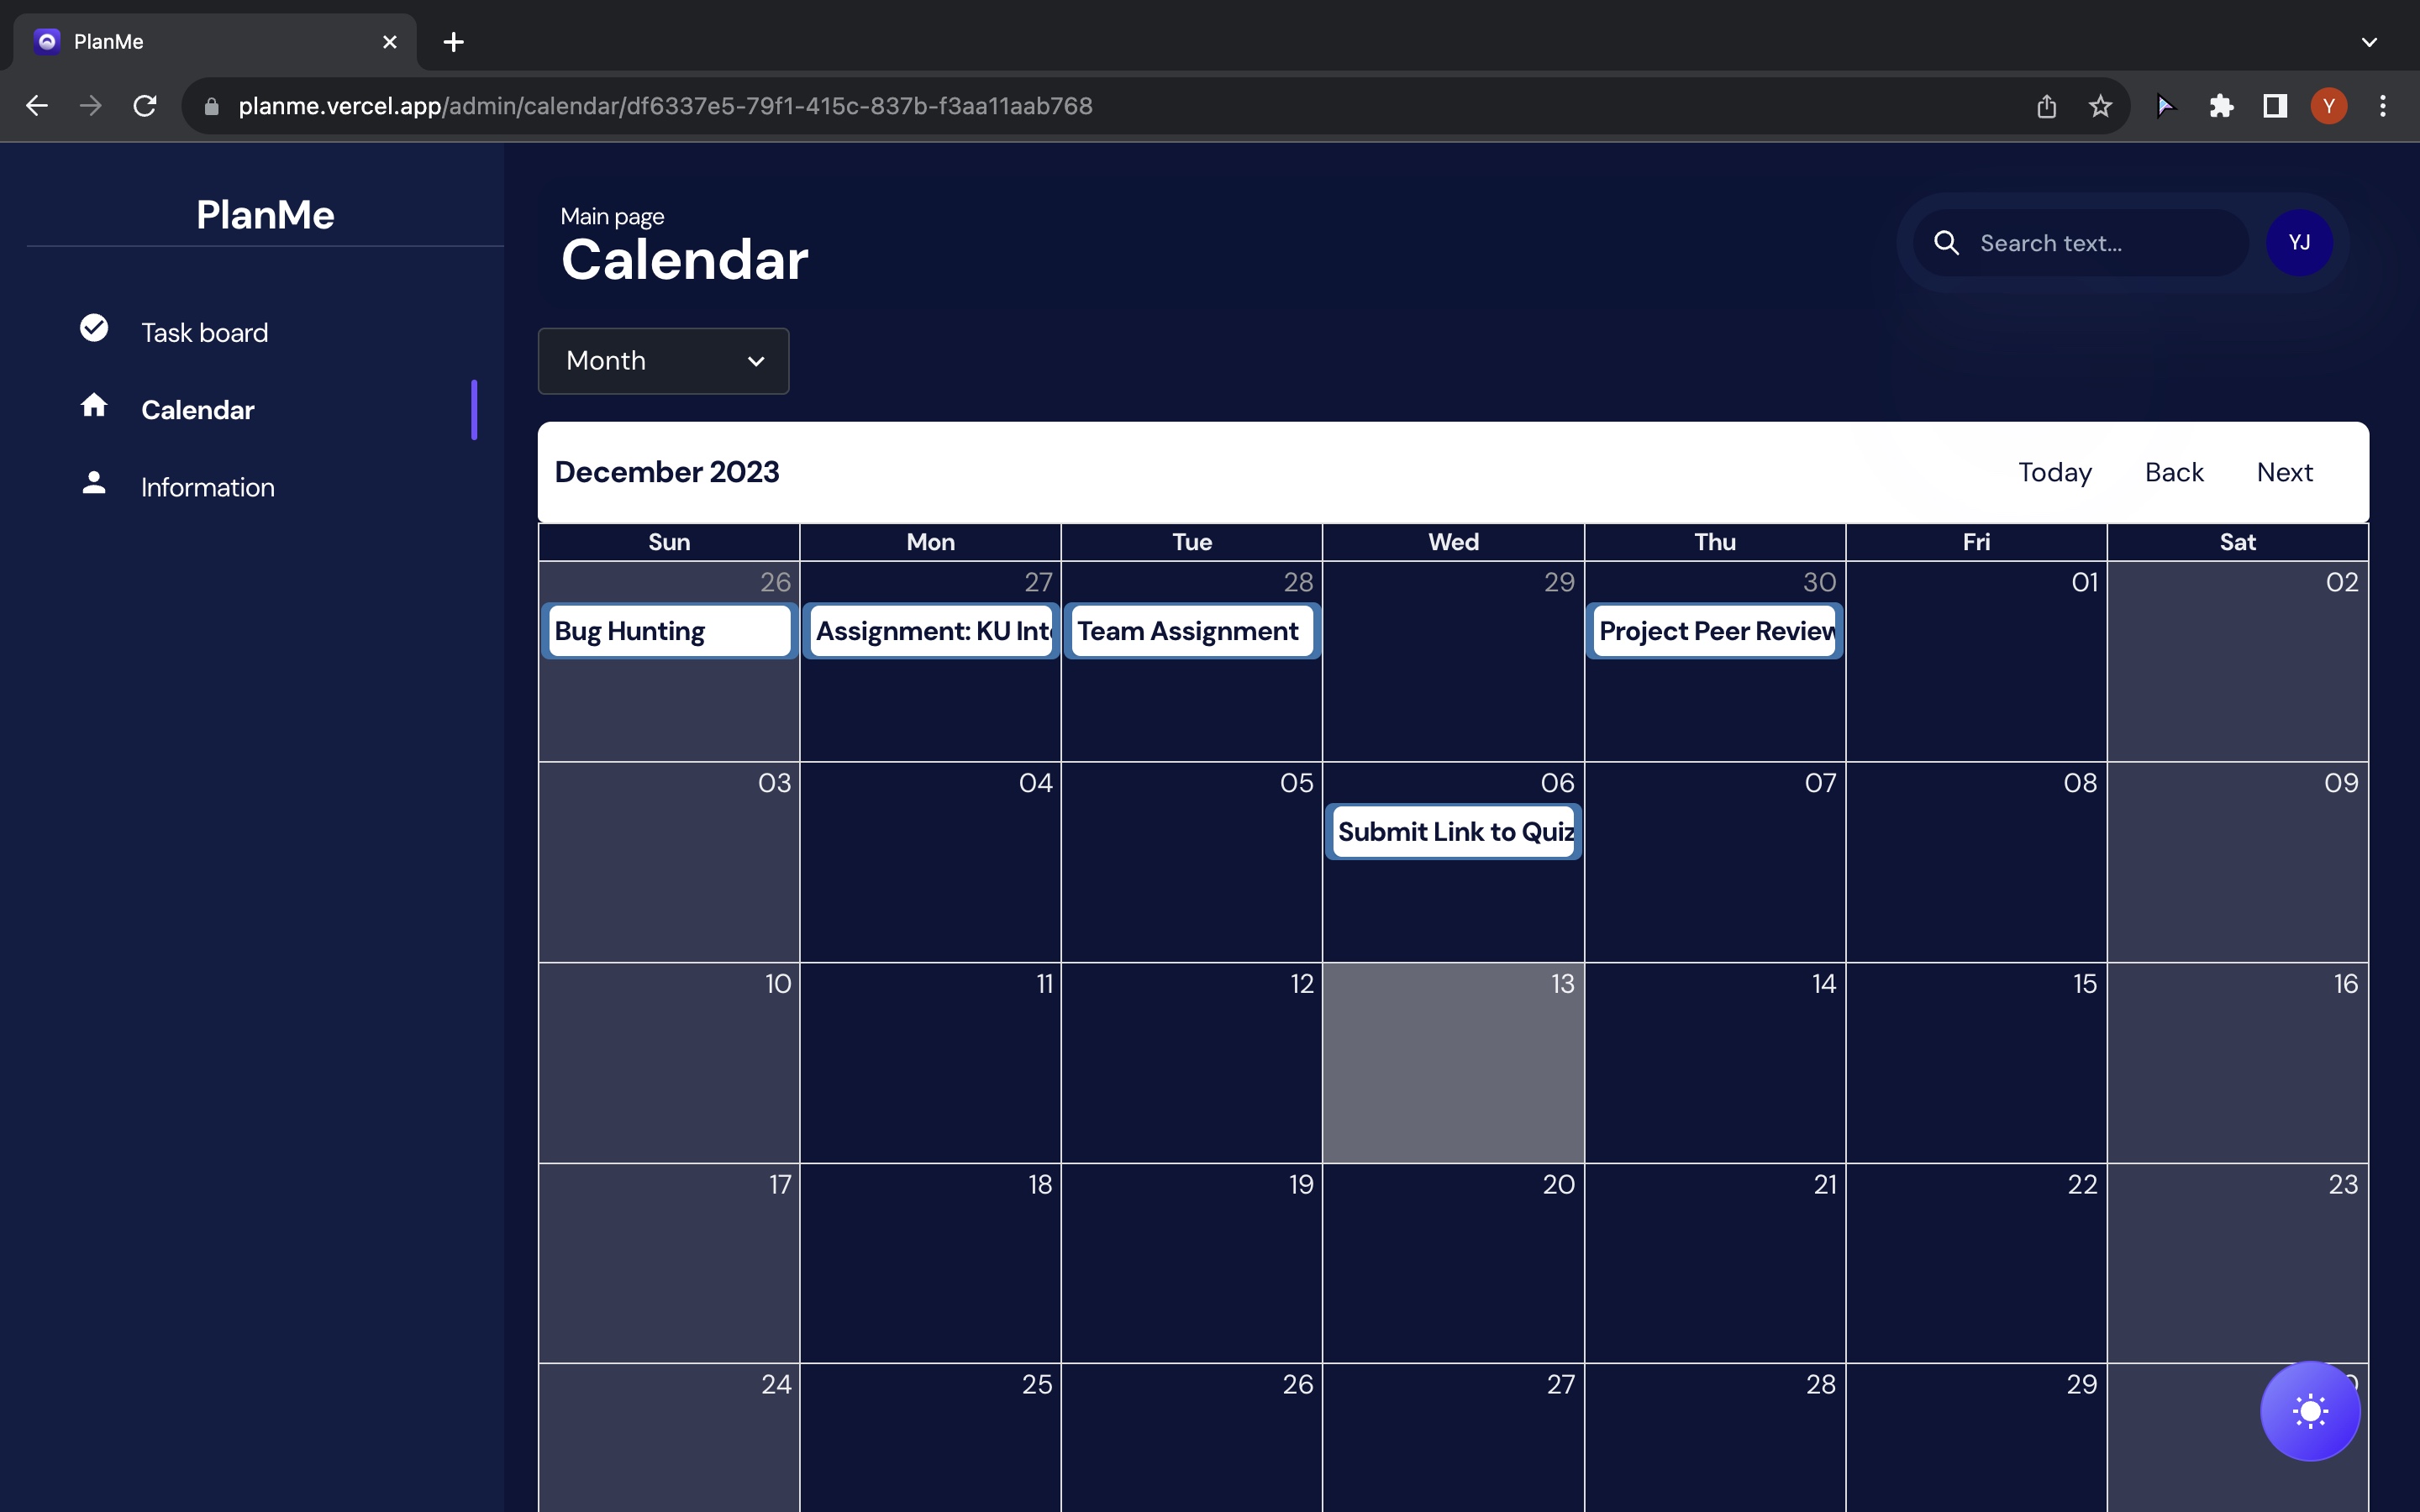 PlanMe
planme.vercel.app/admin/calendar/df6337e5-79f1-415c-837b-f3aa11aab768
Y
PlanMe
Task board
Calendar
Information
Main page
Calendar
Search text...
YJ
Month
December 2023
Today Back Next
Sun Mon Tue Wed Thu Fri Sat
26 27 28 29 30 01 02
Bug Hunting
Assignment: KU
Team Assignment
Project Peer Review
03 04 05 06 07 08 09
Submit Link to Quiz
10 11 12 13 14 15 16
17 18 19 20 21 22 23
24 25 26 27 28 29